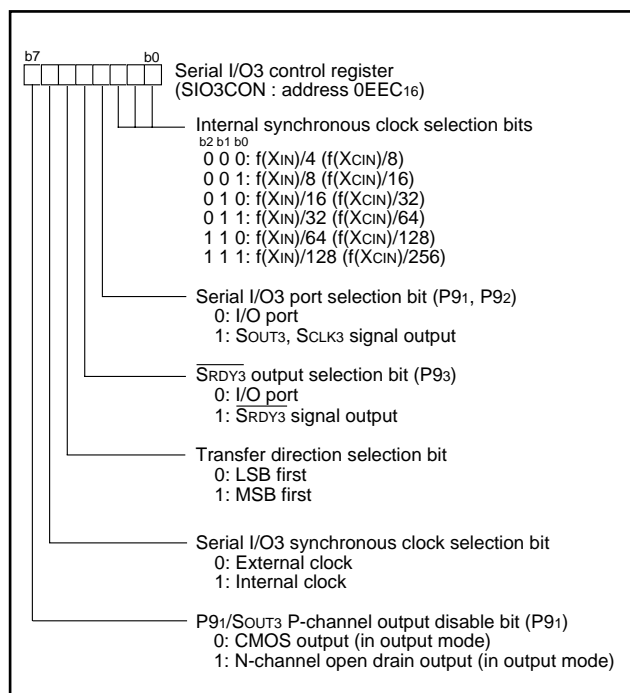 b7 b0
Serial I/O3 control register
(SIO3CON : address 0EEC16)
Internal synchronous clock selection bits
b2 b1 b0
0 0 0: f(XIN)/4 (f(XCIN)/8)
0 0 1: f(XIN)/8 (f(XCIN)/16)
0 1 0: f(XIN)/16 (f(XCIN)/32)
0 1 1: f(XIN)/32 (f(XCIN)/64)
1 1 0: f(XIN)/64 (f(XCIN)/128)
1 1 1: f(XIN)/128 (f(XCIN)/256)
Serial I/O3 port selection bit (P91, P92)
0: I/O port
1: SOUT3, SCLK3 signal output
SRDY3 output selection bit (P93)
0: I/O port
1: SRDY3 signal output
Transfer direction selection bit
0: LSB first
1: MSB first
Serial I/O3 synchronous clock selection bit
0: External clock
1: Internal clock
P91/SOUT3 P-channel output disable bit (P91)
0: CMOS output (in output mode)
1: N-channel open drain output (in output mode)